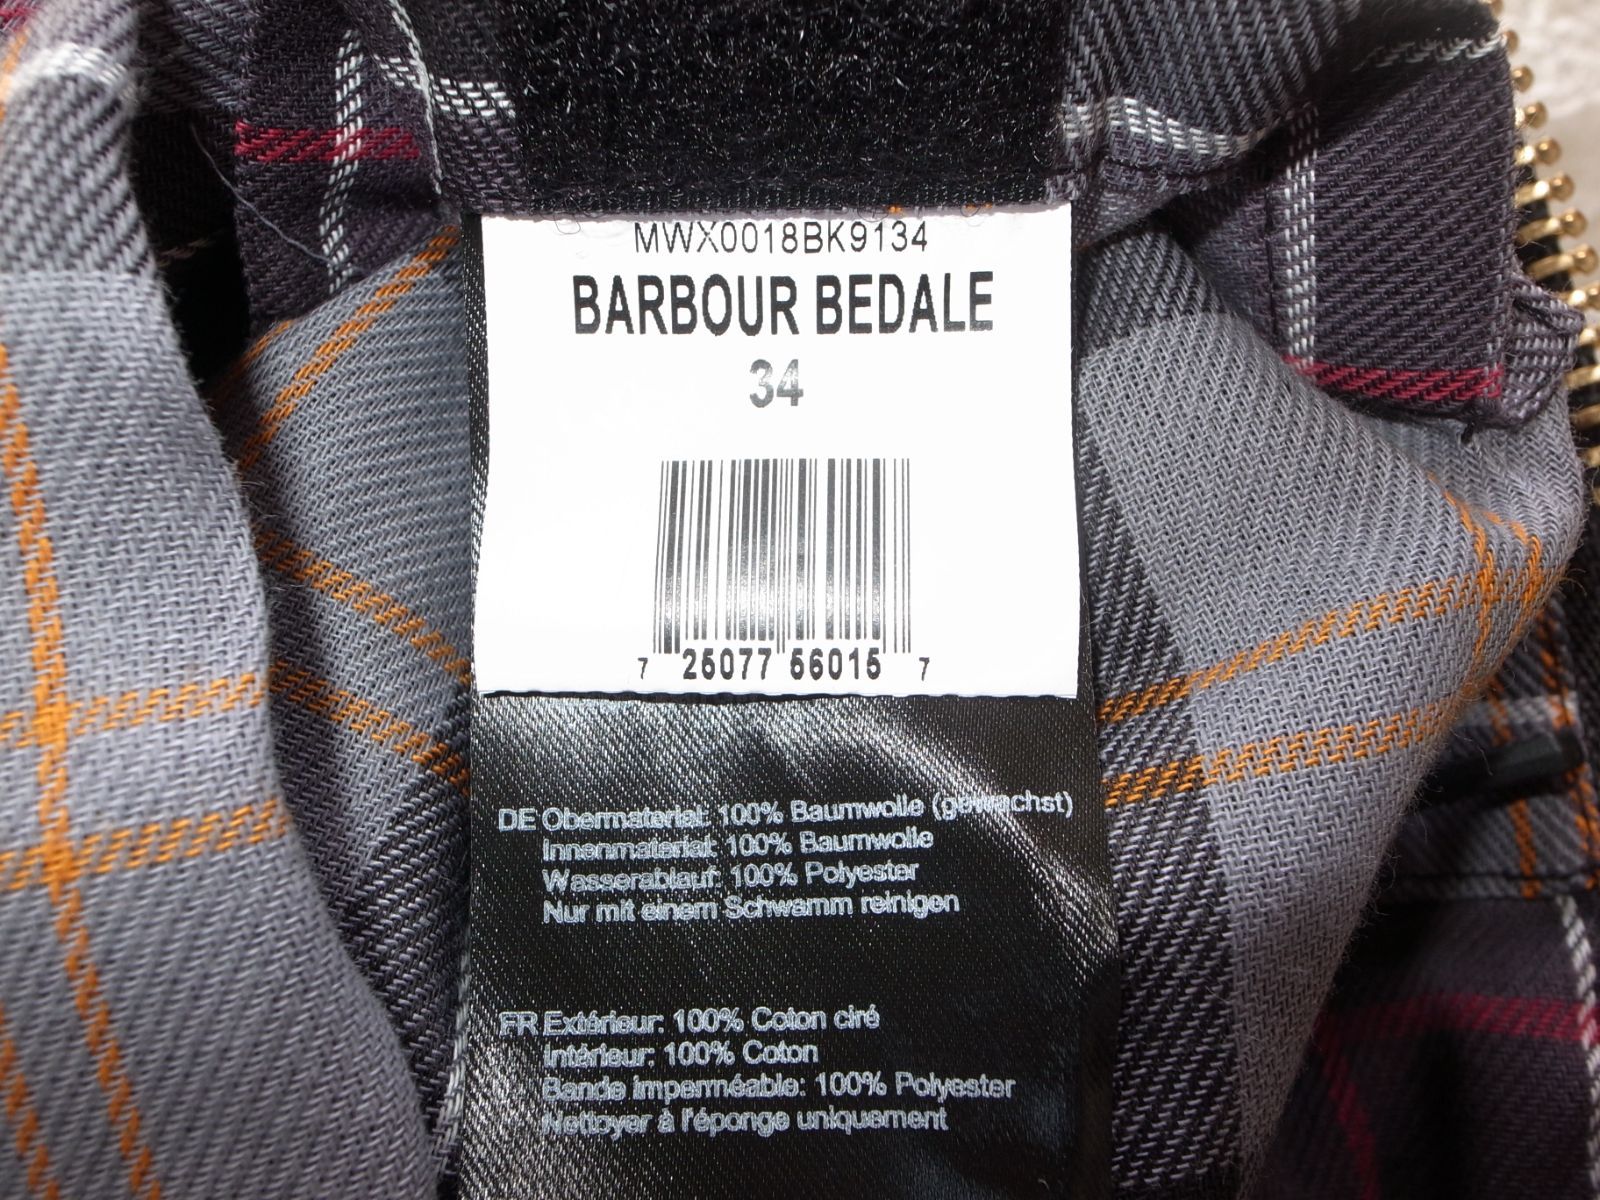 MWX0018BK9134
BARBOUR BEDALE
34
7 25077 56015 7
DE Obermaterial: 100% Baumwolle (gewachst)
Innenmaterial: 100% Baumwolle
Wasserablauf: 100% Polyester
Nur mit einem Schwamm reinigen
FR Extérieur: 100% Coton ciré
Intérieur: 100% Coton
Bande Imperméable: 100% Polyester
Nettoyer à l'éponge uniquement